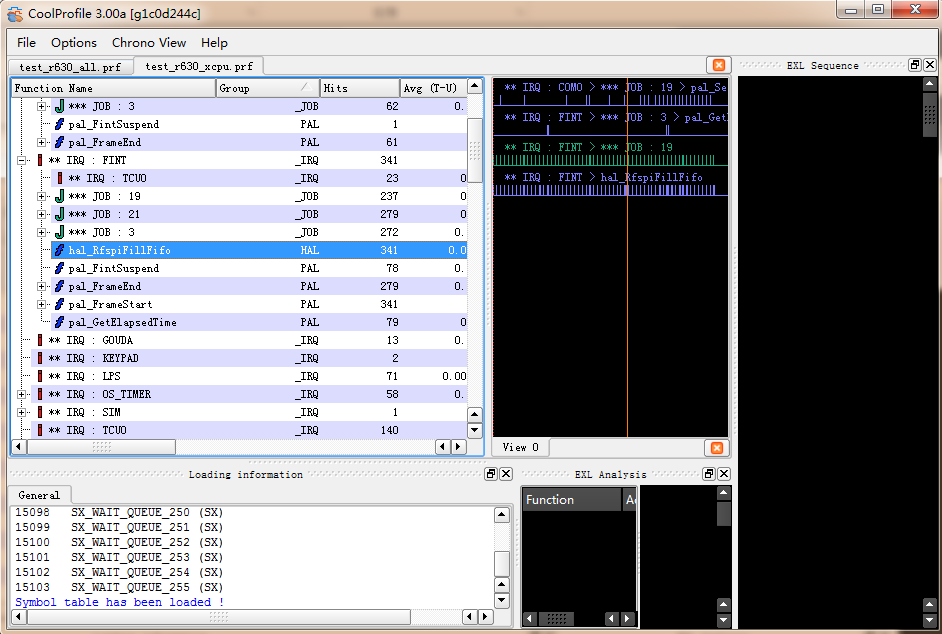 CoolProfile 3.00a [g1c0d244c]
File Options Chrono View Help
test_r630_all.prf test_r630_xcpu.prf
Function Name Group Hits Avg (T-U)
*** JOB : 3 _JOB 62 0.
pal_FintSuspend PAL 1
pal_FrameEnd PAL 61
** IRQ : FINT _IRQ 341
** IRQ : TCU0 _IRQ 23 0
*** JOB : 19 _JOB 237 0
*** JOB : 21 _JOB 279 0
*** JOB : 3 _JOB 272 0.
hal_RfspiFillFifo HAL 341 0.0
pal_FintSuspend PAL 78 0.
pal_FrameEnd PAL 279 0.
pal_FrameStart PAL 341
pal_GetElapsedTime PAL 79 0
** IRQ : GOUDA _IRQ 13 0.
** IRQ : KEYPAD _IRQ 2
** IRQ : LPS _IRQ 71 0.00
** IRQ : OS_TIMER _IRQ 58 0.
** IRQ : SIM _IRQ 1
** IRQ : TCU0 _IRQ 140
** IRQ : COM0 > *** JOB : 19 > pal_Se
** IRQ : FINT > *** JOB : 3 > pal_Get
** IRQ : FINT > *** JOB : 19
** IRQ : FINT > hal_RfspiFillFifo
View 0
EXL Sequence
Loading information
General
15098 SX_WAIT_QUEUE_250 (SX)
15099 SX_WAIT_QUEUE_251 (SX)
15100 SX_WAIT_QUEUE_252 (SX)
15101 SX_WAIT_QUEUE_253 (SX)
15102 SX_WAIT_QUEUE_254 (SX)
15103 SX_WAIT_QUEUE_255 (SX)
Symbol table has been loaded !
EXL Analysis
Function